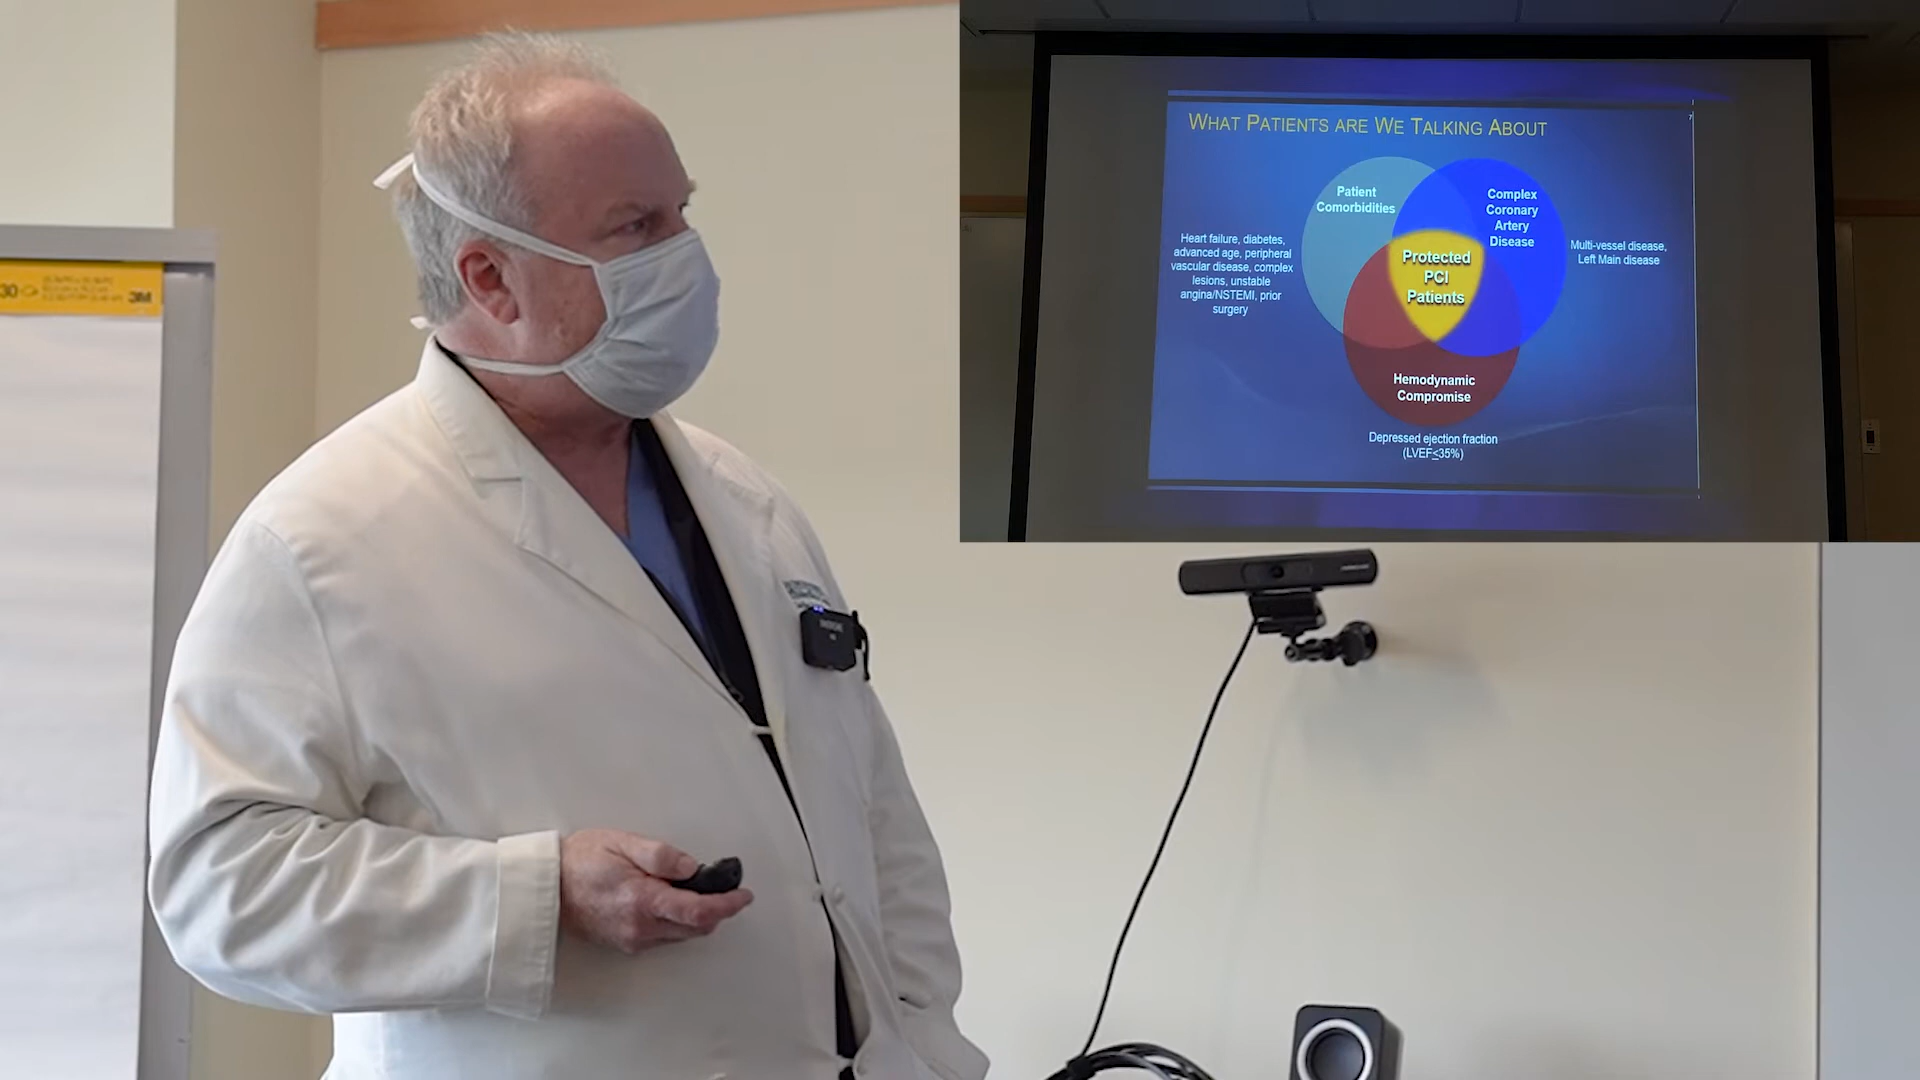 30
3M
WHAT PATIENTS ARE WE TALKING ABOUT
7
Patient
Comorbidities
Complex
Coronary
Artery
Disease
Heart failure, diabetes,
advanced age, peripheral
vascular disease, complex
lesions, unstable
angina/NSTEMI, prior
surgery
Multi-vessel disease,
Left Main disease
Protected
PCI
Patients
Hemodynamic
Compromise
Depressed ejection fraction
(LVEF≤35%)